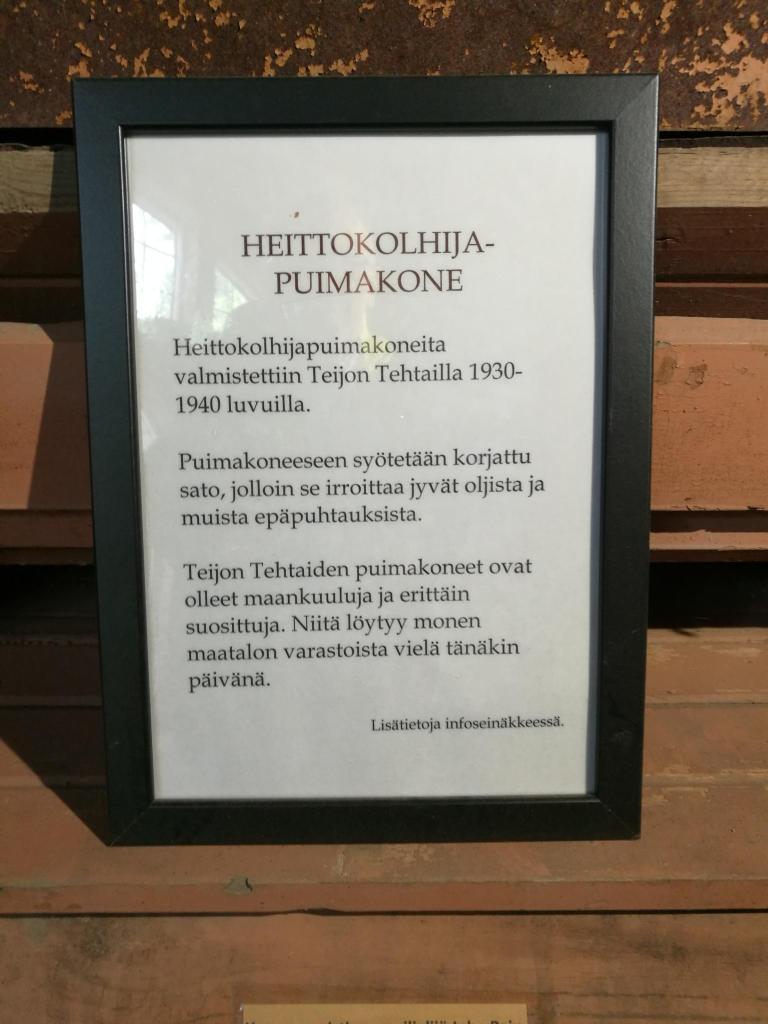 HEITTOKOLHIJA-
PUIMAKONE
Heittokolhijapuimakoneita
valmistettiin Teijon Tehtailla 1930-
1940 luvuilla.
Puimakoneeseen syötetään korjattu
sato, jolloin se irroittaa jyvät oljista ja
muista epäpuhtauksista.
Teijon Tehtaiden puimakoneet ovat
olleet maankuuluja ja erittäin
suosittuja. Niitä löytyy monen
maatalon varastoista vielä tänäkin
päivänä.
Lisätietoja infoseinäkkeessä.